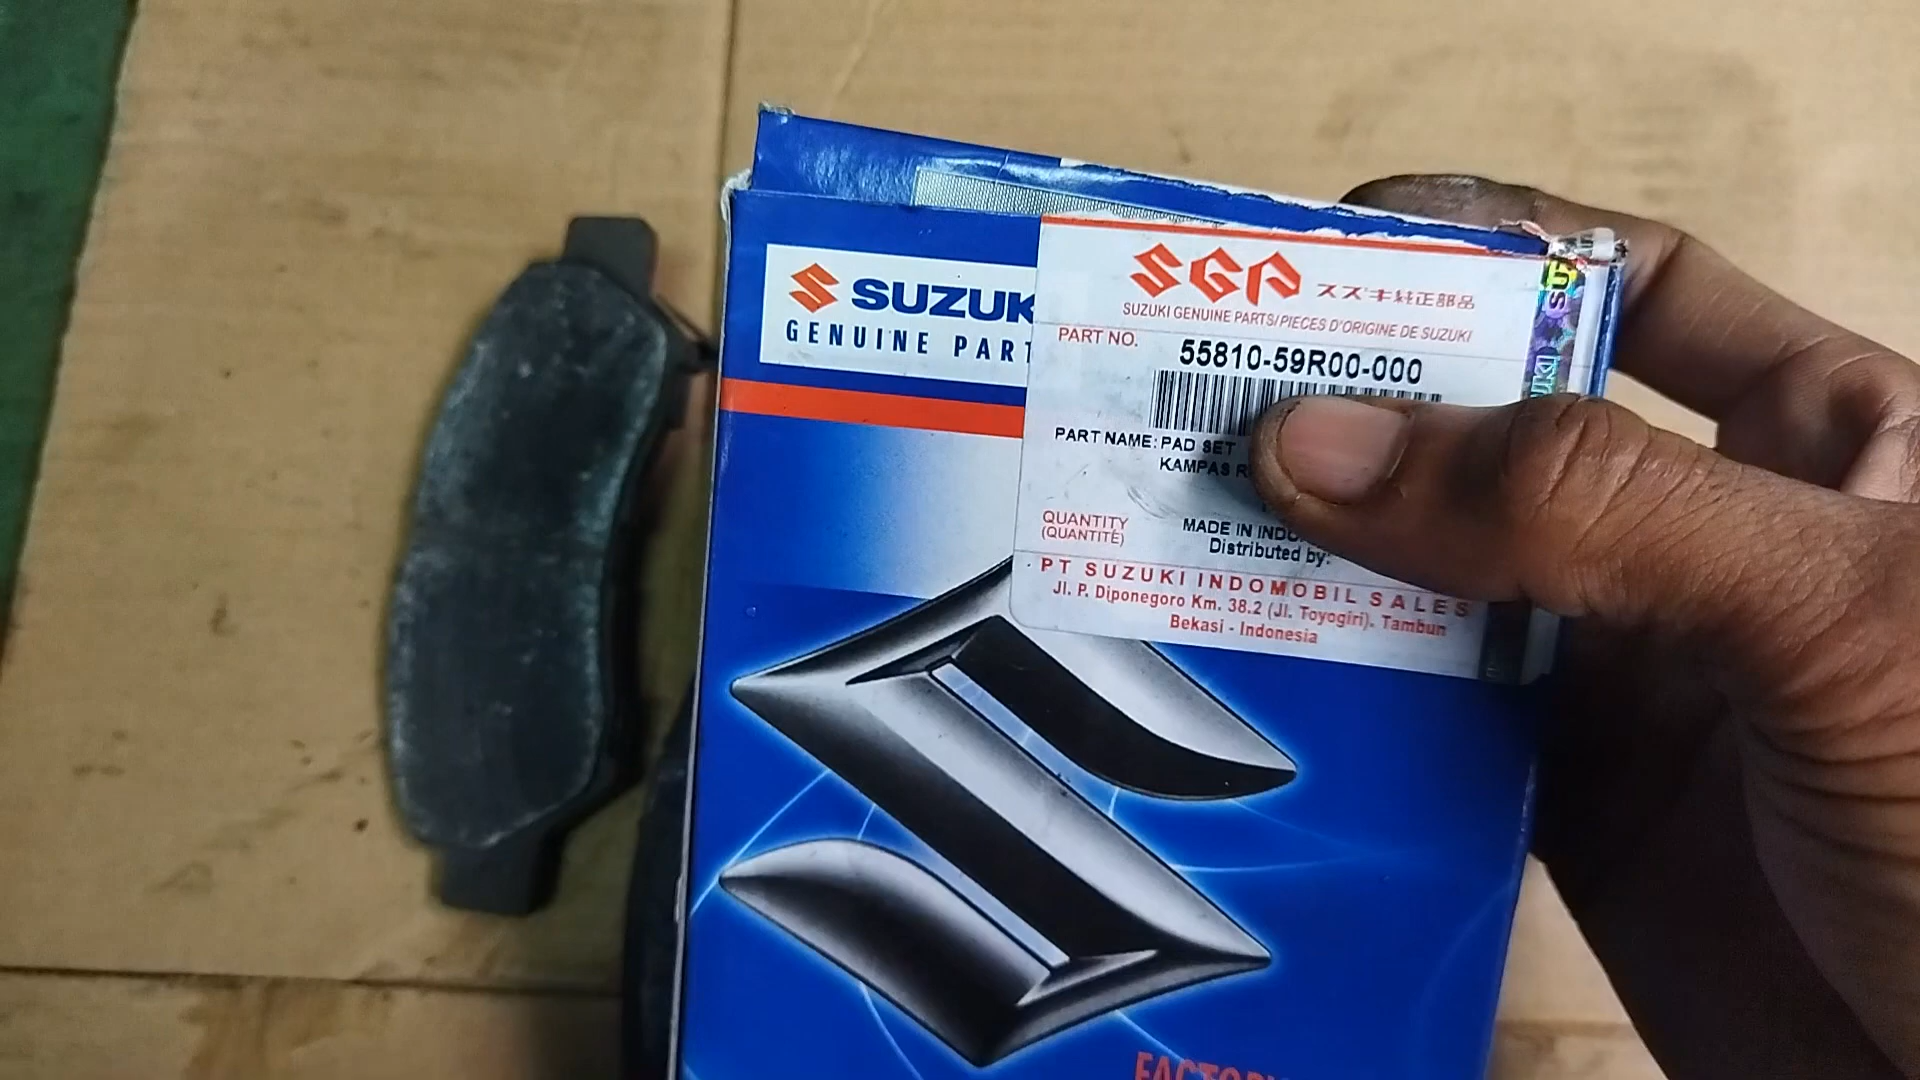 SUZUK
GENUINE PART
SGP スズキ純正部品
SUZUKI GENUINE PARTS/PIECES D'ORIGINE DE SUZUKI
PART NO.
55810-59R00-000
PART NAME: PAD SET
KAMPAS
QUANTITY
(QUANTITÉ)
MADE IN INDO
Distributed by:
PT SUZUKI INDOMOBIL SALES
Jl. P. Diponegoro Km. 38.2 (Jl. Toyogiri). Tambun
Bekasi - Indonesia